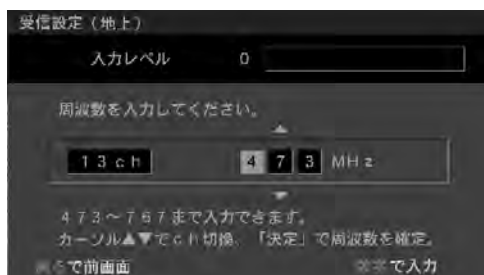 受信設定（地上）
入力レベル 0
周波数を入力してください。
▲
13ch 473 MHz
▼
473～767まで入力できます。
カーソル▲▼でch切換、「決定」で周波数を確定。
で前画面 で入力